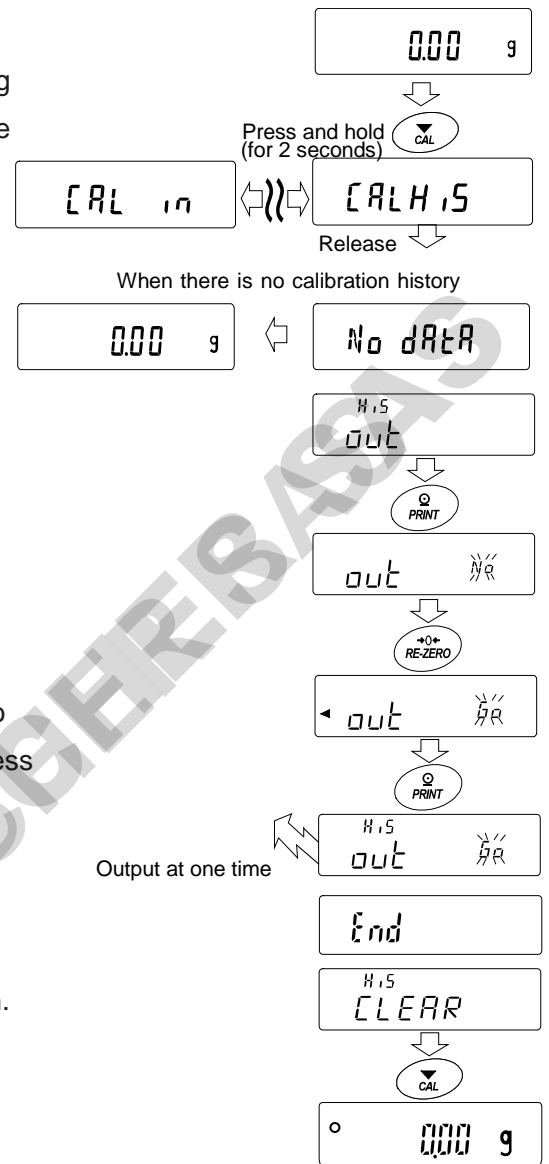 0.00 g
g
e
CAL
Press and hold
(for 2 seconds)
CAL in
CALHiS
Release
When there is no calibration history
0.00 g
No dAtA
HiS
out
PRINT
out No
→0←
RE-ZERO
o
ess
out Go
PRINT
HiS
out Go
Output at one time
End
n.
HiS
CLEAR
CAL
0.00 g